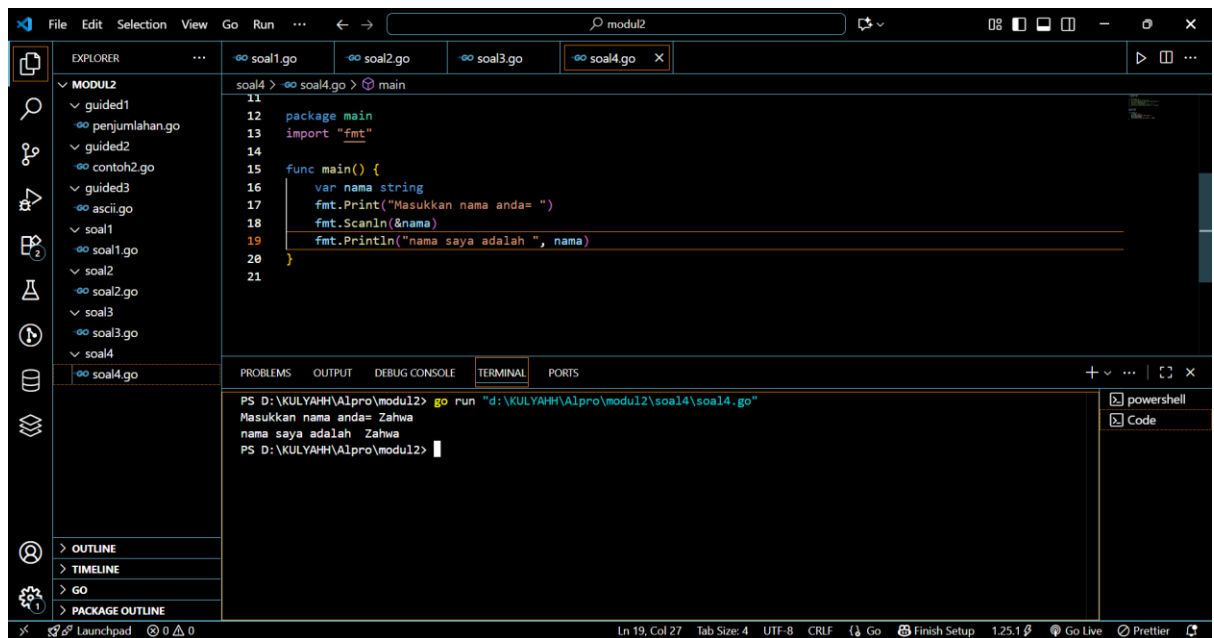 File Edit Selection View Go Run ··· ← → modul2
EXPLORER ···
MODUL2
guided1
penjumlahan.go
guided2
contoh2.go
guided3
ascii.go
soal1
soal1.go
soal2
soal2.go
soal3
soal3.go
soal4
soal4.go
OUTLINE
TIMELINE
GO
PACKAGE OUTLINE
2
1
soal1.go soal2.go soal3.go soal4.go
soal4 > soal4.go > main
11
12 package main
13 import "fmt"
14
15 func main() {
16 var nama string
17 fmt.Print("Masukkan nama anda= ")
18 fmt.Scanln(&nama)
19 fmt.Println("nama saya adalah ", nama)
20 }
21
PROBLEMS OUTPUT DEBUG CONSOLE TERMINAL PORTS
PS D:\KULYAHH\Alpro\modul2> go run "d:\KULYAHH\Alpro\modul2\soal4\soal4.go"
Masukkan nama anda= Zahwa
nama saya adalah  Zahwa
PS D:\KULYAHH\Alpro\modul2>
powershell
Code
Launchpad 0 0 Ln 19, Col 27 Tab Size: 4 UTF-8 CRLF Go Finish Setup 1.25.1 Go Live Prettier